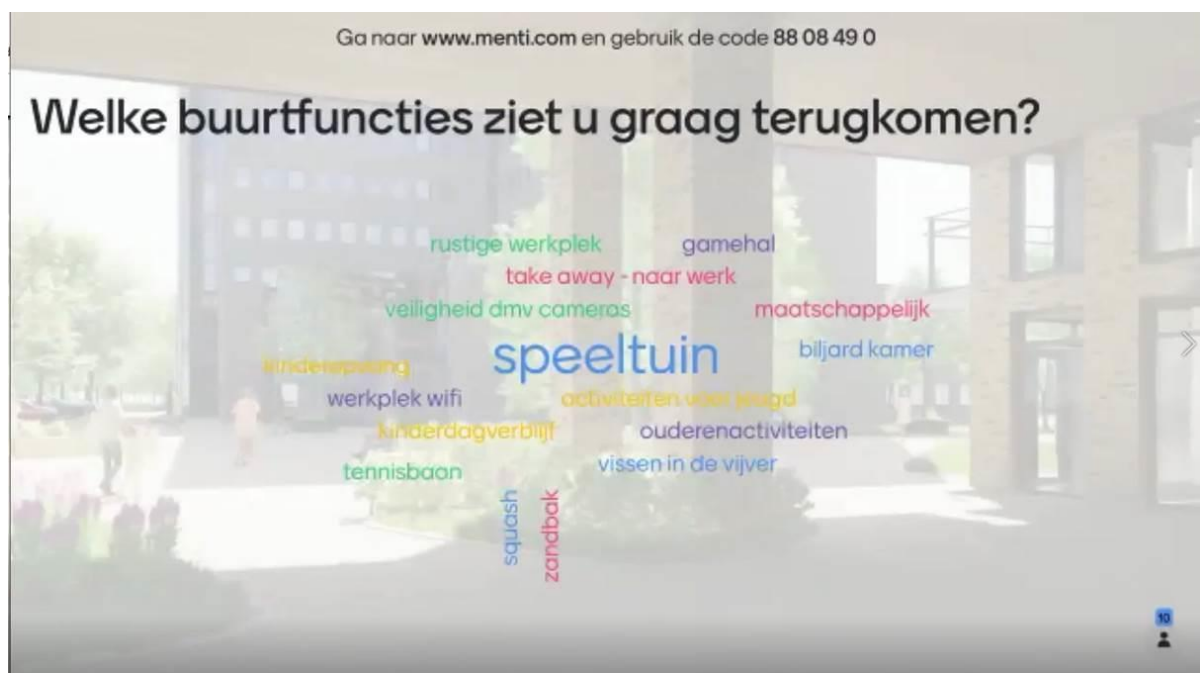 Ga naar www.menti.com en gebruik de code 88 08 49 0
Welke buurtfuncties ziet u graag terugkomen?
rustige werkplek
gamehal
take away - naar werk
veiligheid dmv cameras
maatschappelijk
speeltuin
biljard kamer
kinderopvang
werkplek wifi
activiteiten voor jeugd
kinderdagverblijf
ouderenactiviteiten
tennisbaan
vissen in de vijver
squash
zandbak
10